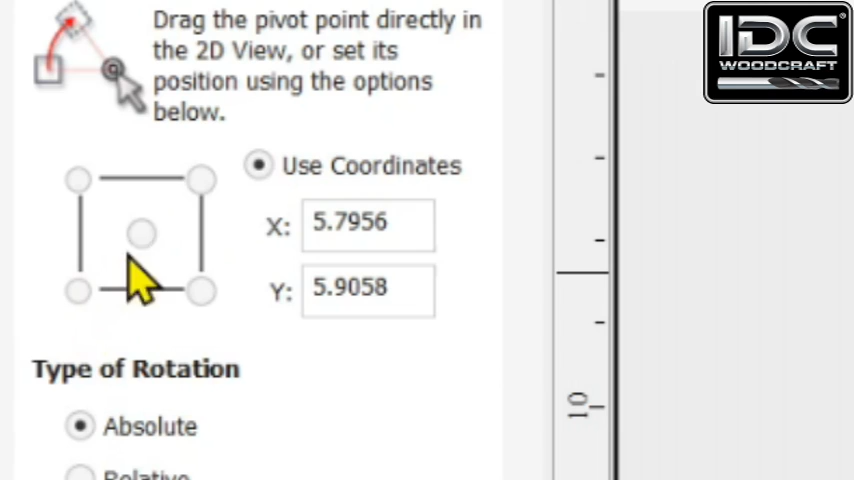 Drag the pivot point directly in
the 2D View, or set its
position using the options
below.
IDC
WOODCRAFT
Use Coordinates
X: 5.7956
Y: 5.9058
Type of Rotation
Absolute
Relative
10